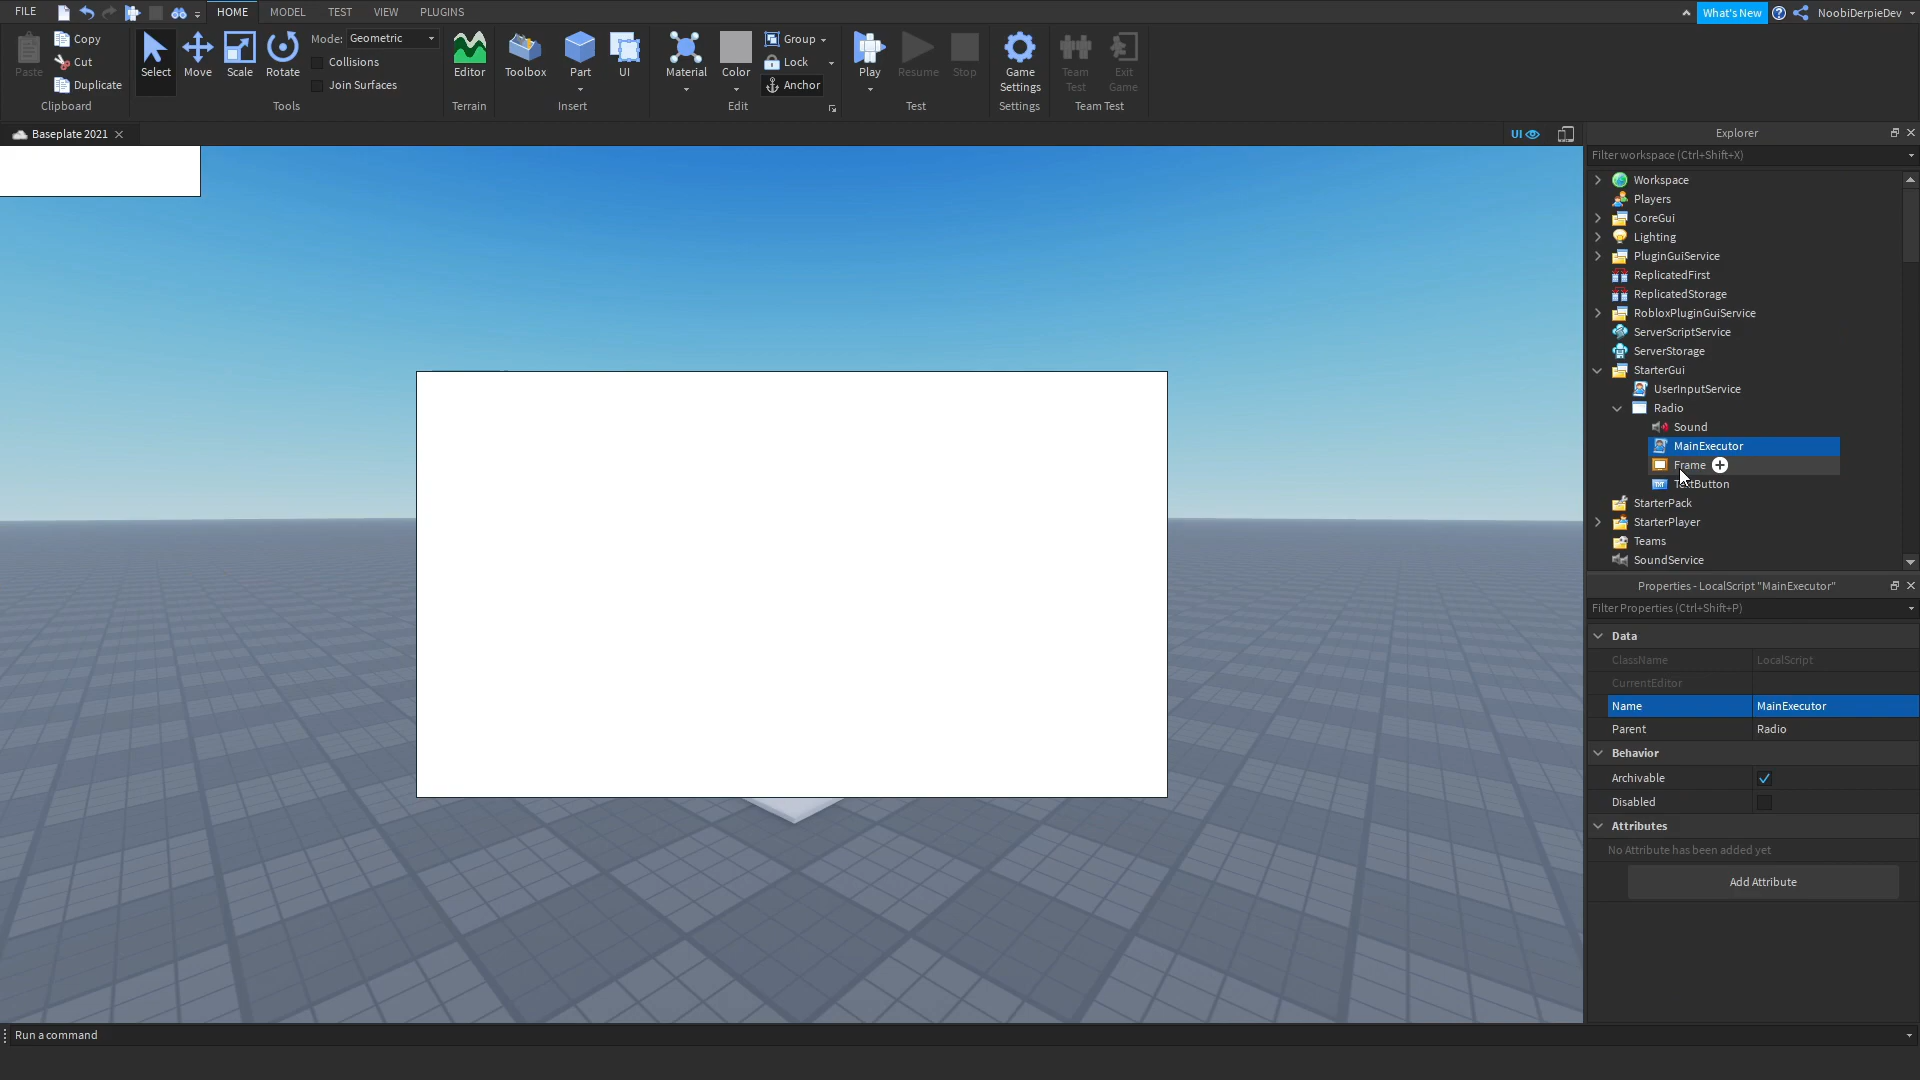 FILE HOME MODEL TEST VIEW PLUGINS What's New NoobiDerpieDev
Paste Copy Cut Duplicate Clipboard
Select Move Scale Rotate Mode: Geometric Collisions Join Surfaces Tools
Editor Terrain
Toolbox Part UI Insert
Material Color Group Lock Anchor Edit
Play Resume Stop Test
Game Settings Settings
Team Test Exit Game Team Test
Baseplate 2021 UI
Explorer
Filter workspace (Ctrl+Shift+X)
Workspace
Players
CoreGui
Lighting
PluginGuiService
ReplicatedFirst
ReplicatedStorage
RobloxPluginGuiService
ServerScriptService
ServerStorage
StarterGui
UserInputService
Radio
Sound
MainExecutor
Frame
TextButton
StarterPack
StarterPlayer
Teams
SoundService
Properties - LocalScript "MainExecutor"
Filter Properties (Ctrl+Shift+P)
Data
ClassName LocalScript
CurrentEditor
Name MainExecutor
Parent Radio
Behavior
Archivable
Disabled
Attributes
No Attribute has been added yet
Add Attribute
Run a command